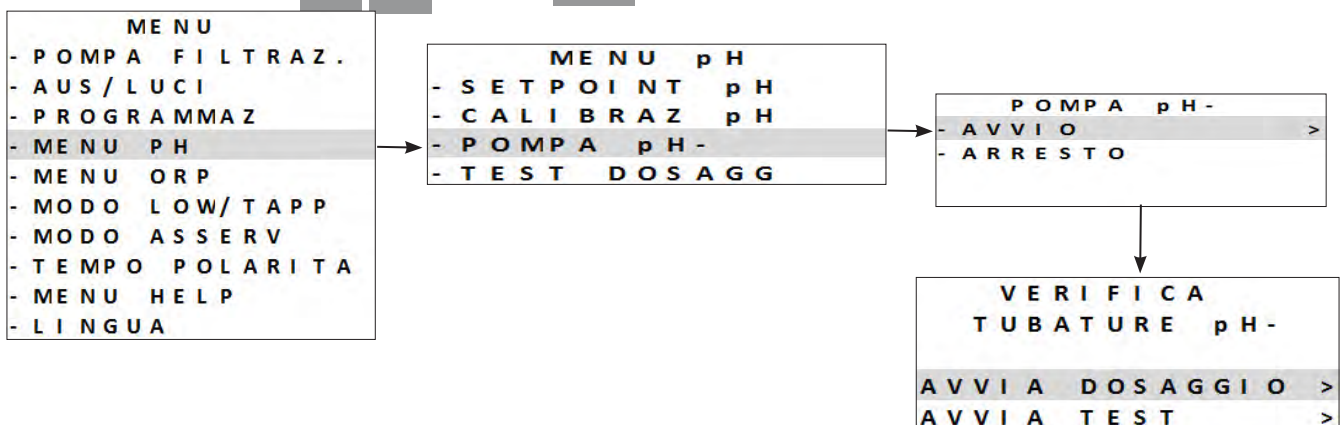 MENU
- POMPA FILTRAZ.
- AUS/LUCI
- PROGRAMMAZ
- MENU PH
- MENU ORP
- MODO LOW/TAPP
- MODO ASSERV
- TEMPO POLARITA
- MENU HELP
- LINGUA
MENU pH
- SETPOINT pH
- CALIBRAZ pH
- POMPA pH-
- TEST DOSAGG
POMPA pH-
- AVVIO >
- ARRESTO
VERIFICA
TUBATURE pH-
AVVIA DOSAGGIO >
AVVIA TEST >